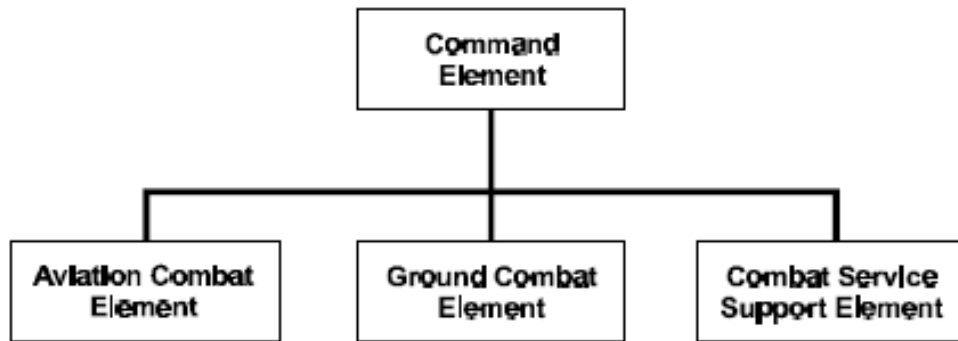 Command
Element
Aviation Combat
Element
Ground Combat
Element
Combat Service
Support Element